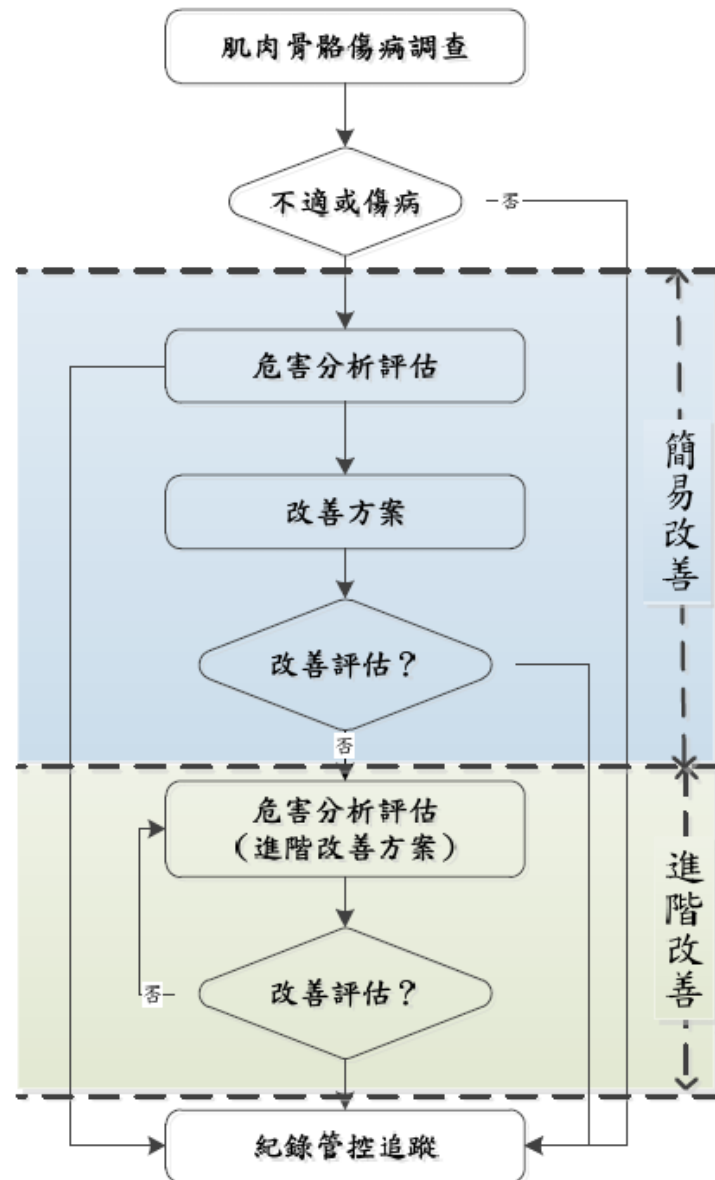 肌肉骨骼傷病調查
不適或傷病
否
危害分析評估
改善方案
改善評估？
否
簡易改善
危害分析評估
（進階改善方案）
改善評估？
否
進階改善
紀錄管控追蹤